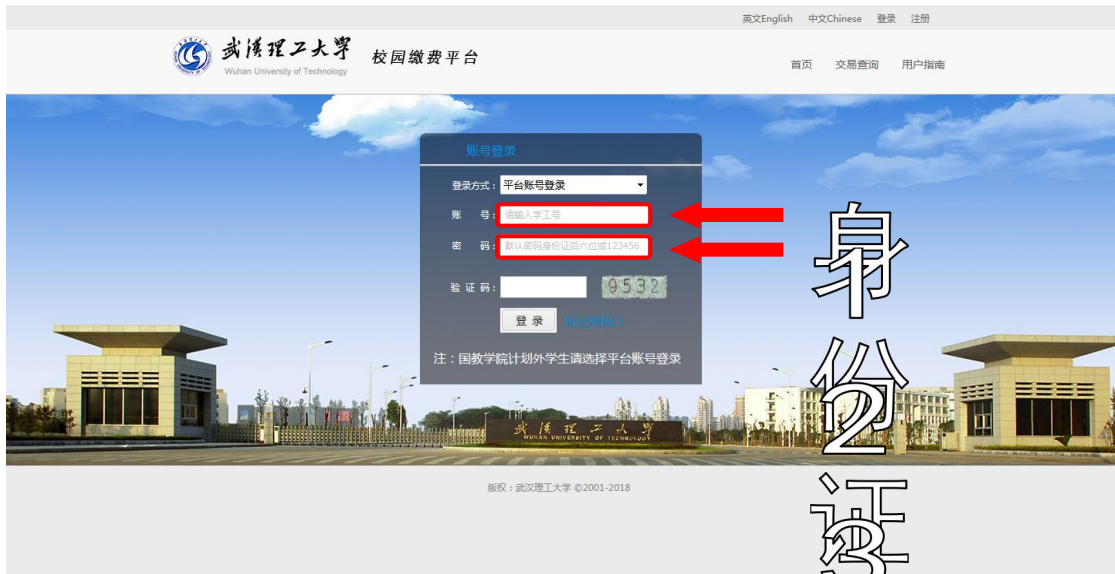 英文English 中文Chinese 登录 注册
武汉理工大学 校园缴费平台
Wuhan University of Technology
首页 交易查询 用户指南
账号登录
登录方式： 平台账号登录
账 号： 请输入学工号
密 码： 默认密码身份证后六位或123456
验 证 码： 9532
登 录 忘记密码？
注：国教学院计划外学生请选择平台账号登录
武汉理工大学
WUHAN UNIVERSITY OF TECHNOLOGY
身
份
2
证
3
版权：武汉理工大学 ©2001-2018